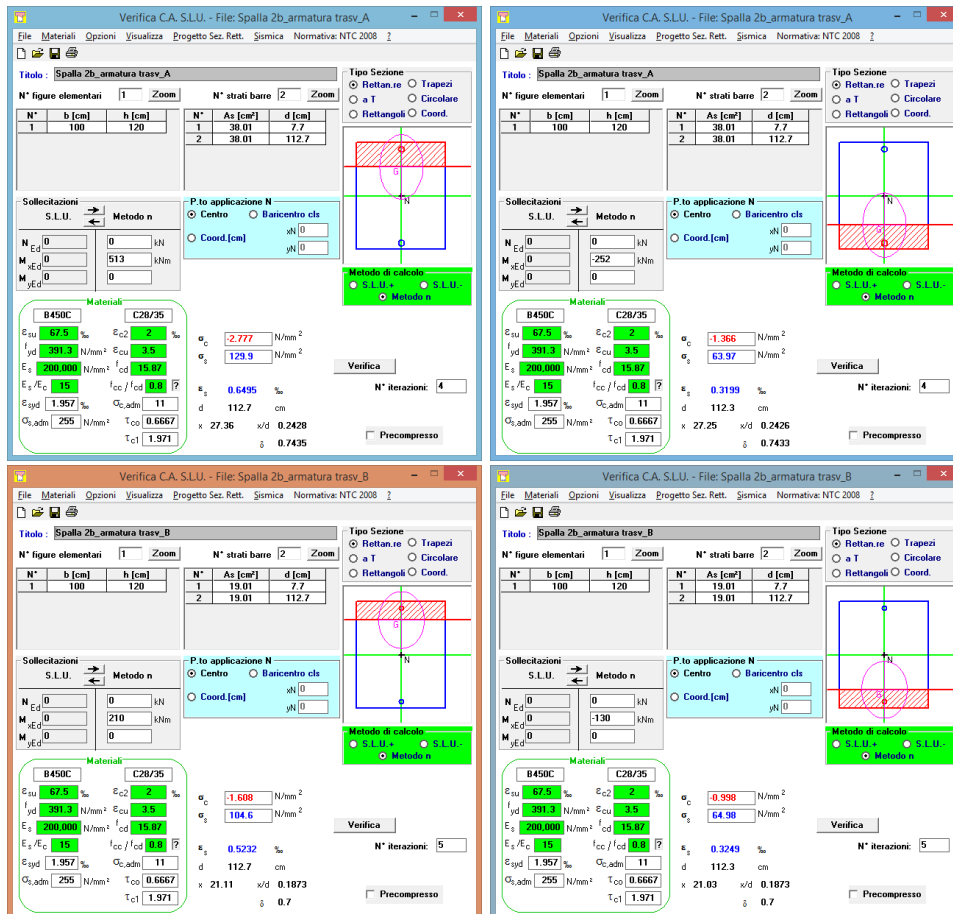 Verifica C.A. S.L.U. - File: Spalla 2b_armatura trasv_A
File Materiali Opzioni Visualizza Progetto Sez. Rett. Sismica Normativa: NTC 2008 ?
Titolo : Spalla 2b_armatura trasv_A
N° figure elementari 1 Zoom N° strati barre 2 Zoom
N° b [cm] h [cm]
1 100 120
N° As [cm²] d [cm]
1 38.01 7.7
2 38.01 112.7
Tipo Sezione
Rettan.re Trapezi
a T Circolare
Rettangoli Coord.
G
N
Sollecitazioni
S.L.U. Metodo n
N Ed 0 0 kN
M xEd 0 513 kNm
M yEd 0 0
P.to applicazione N
Centro Baricentro cls
Coord.[cm] xN 0
yN 0
Metodo di calcolo
S.L.U.+ S.L.U.-
Metodo n
Materiali
B450C C28/35
εsu 67.5 ‰ εc2 2 ‰
fyd 391.3 N/mm² εcu 3.5
Es 200,000 N/mm² fcd 15.87
Es/Ec 15 fcc/fcd 0.8 ?
εsyd 1.957 ‰ σc,adm 11
σs,adm 255 N/mm² τco 0.6667
τc1 1.971
σc -2.777 N/mm²
σs 129.9 N/mm²
εs 0.6495 ‰
d 112.7 cm
x 27.36 x/d 0.2428
δ 0.7435
Verifica
N° iterazioni: 4
Precompresso
Verifica C.A. S.L.U. - File: Spalla 2b_armatura trasv_A
File Materiali Opzioni Visualizza Progetto Sez. Rett. Sismica Normativa: NTC 2008 ?
Titolo : Spalla 2b_armatura trasv_A
N° figure elementari 1 Zoom N° strati barre 2 Zoom
N° b [cm] h [cm]
1 100 120
N° As [cm²] d [cm]
1 38.01 7.7
2 38.01 112.7
Tipo Sezione
Rettan.re Trapezi
a T Circolare
Rettangoli Coord.
N
G
Sollecitazioni
S.L.U. Metodo n
N Ed 0 0 kN
M xEd 0 -252 kNm
M yEd 0 0
P.to applicazione N
Centro Baricentro cls
Coord.[cm] xN 0
yN 0
Metodo di calcolo
S.L.U.+ S.L.U.-
Metodo n
Materiali
B450C C28/35
εsu 67.5 ‰ εc2 2 ‰
fyd 391.3 N/mm² εcu 3.5
Es 200,000 N/mm² fcd 15.87
Es/Ec 15 fcc/fcd 0.8 ?
εsyd 1.957 ‰ σc,adm 11
σs,adm 255 N/mm² τco 0.6667
τc1 1.971
σc -1.366 N/mm²
σs 63.97 N/mm²
εs 0.3199 ‰
d 112.3 cm
x 27.25 x/d 0.2426
δ 0.7433
Verifica
N° iterazioni: 4
Precompresso
Verifica C.A. S.L.U. - File: Spalla 2b_armatura trasv_B
File Materiali Opzioni Visualizza Progetto Sez. Rett. Sismica Normativa: NTC 2008 ?
Titolo : Spalla 2b_armatura trasv_B
N° figure elementari 1 Zoom N° strati barre 2 Zoom
N° b [cm] h [cm]
1 100 120
N° As [cm²] d [cm]
1 19.01 7.7
2 19.01 112.7
Tipo Sezione
Rettan.re Trapezi
a T Circolare
Rettangoli Coord.
G
N
Sollecitazioni
S.L.U. Metodo n
N Ed 0 0 kN
M xEd 0 210 kNm
M yEd 0 0
P.to applicazione N
Centro Baricentro cls
Coord.[cm] xN 0
yN 0
Metodo di calcolo
S.L.U.+ S.L.U.-
Metodo n
Materiali
B450C C28/35
εsu 67.5 ‰ εc2 2 ‰
fyd 391.3 N/mm² εcu 3.5
Es 200,000 N/mm² fcd 15.87
Es/Ec 15 fcc/fcd 0.8 ?
εsyd 1.957 ‰ σc,adm 11
σs,adm 255 N/mm² τco 0.6667
τc1 1.971
σc -1.608 N/mm²
σs 104.6 N/mm²
εs 0.5232 ‰
d 112.7 cm
x 21.11 x/d 0.1873
δ 0.7
Verifica
N° iterazioni: 5
Precompresso
Verifica C.A. S.L.U. - File: Spalla 2b_armatura trasv_B
File Materiali Opzioni Visualizza Progetto Sez. Rett. Sismica Normativa: NTC 2008 ?
Titolo : Spalla 2b_armatura trasv_B
N° figure elementari 1 Zoom N° strati barre 2 Zoom
N° b [cm] h [cm]
1 100 120
N° As [cm²] d [cm]
1 19.01 7.7
2 19.01 112.7
Tipo Sezione
Rettan.re Trapezi
a T Circolare
Rettangoli Coord.
N
G
Sollecitazioni
S.L.U. Metodo n
N Ed 0 0 kN
M xEd 0 -130 kNm
M yEd 0 0
P.to applicazione N
Centro Baricentro cls
Coord.[cm] xN 0
yN 0
Metodo di calcolo
S.L.U.+ S.L.U.-
Metodo n
Materiali
B450C C28/35
εsu 67.5 ‰ εc2 2 ‰
fyd 391.3 N/mm² εcu 3.5
Es 200,000 N/mm² fcd 15.87
Es/Ec 15 fcc/fcd 0.8 ?
εsyd 1.957 ‰ σc,adm 11
σs,adm 255 N/mm² τco 0.6667
τc1 1.971
σc -0.998 N/mm²
σs 64.98 N/mm²
εs 0.3249 ‰
d 112.3 cm
x 21.03 x/d 0.1873
δ 0.7
Verifica
N° iterazioni: 5
Precompresso